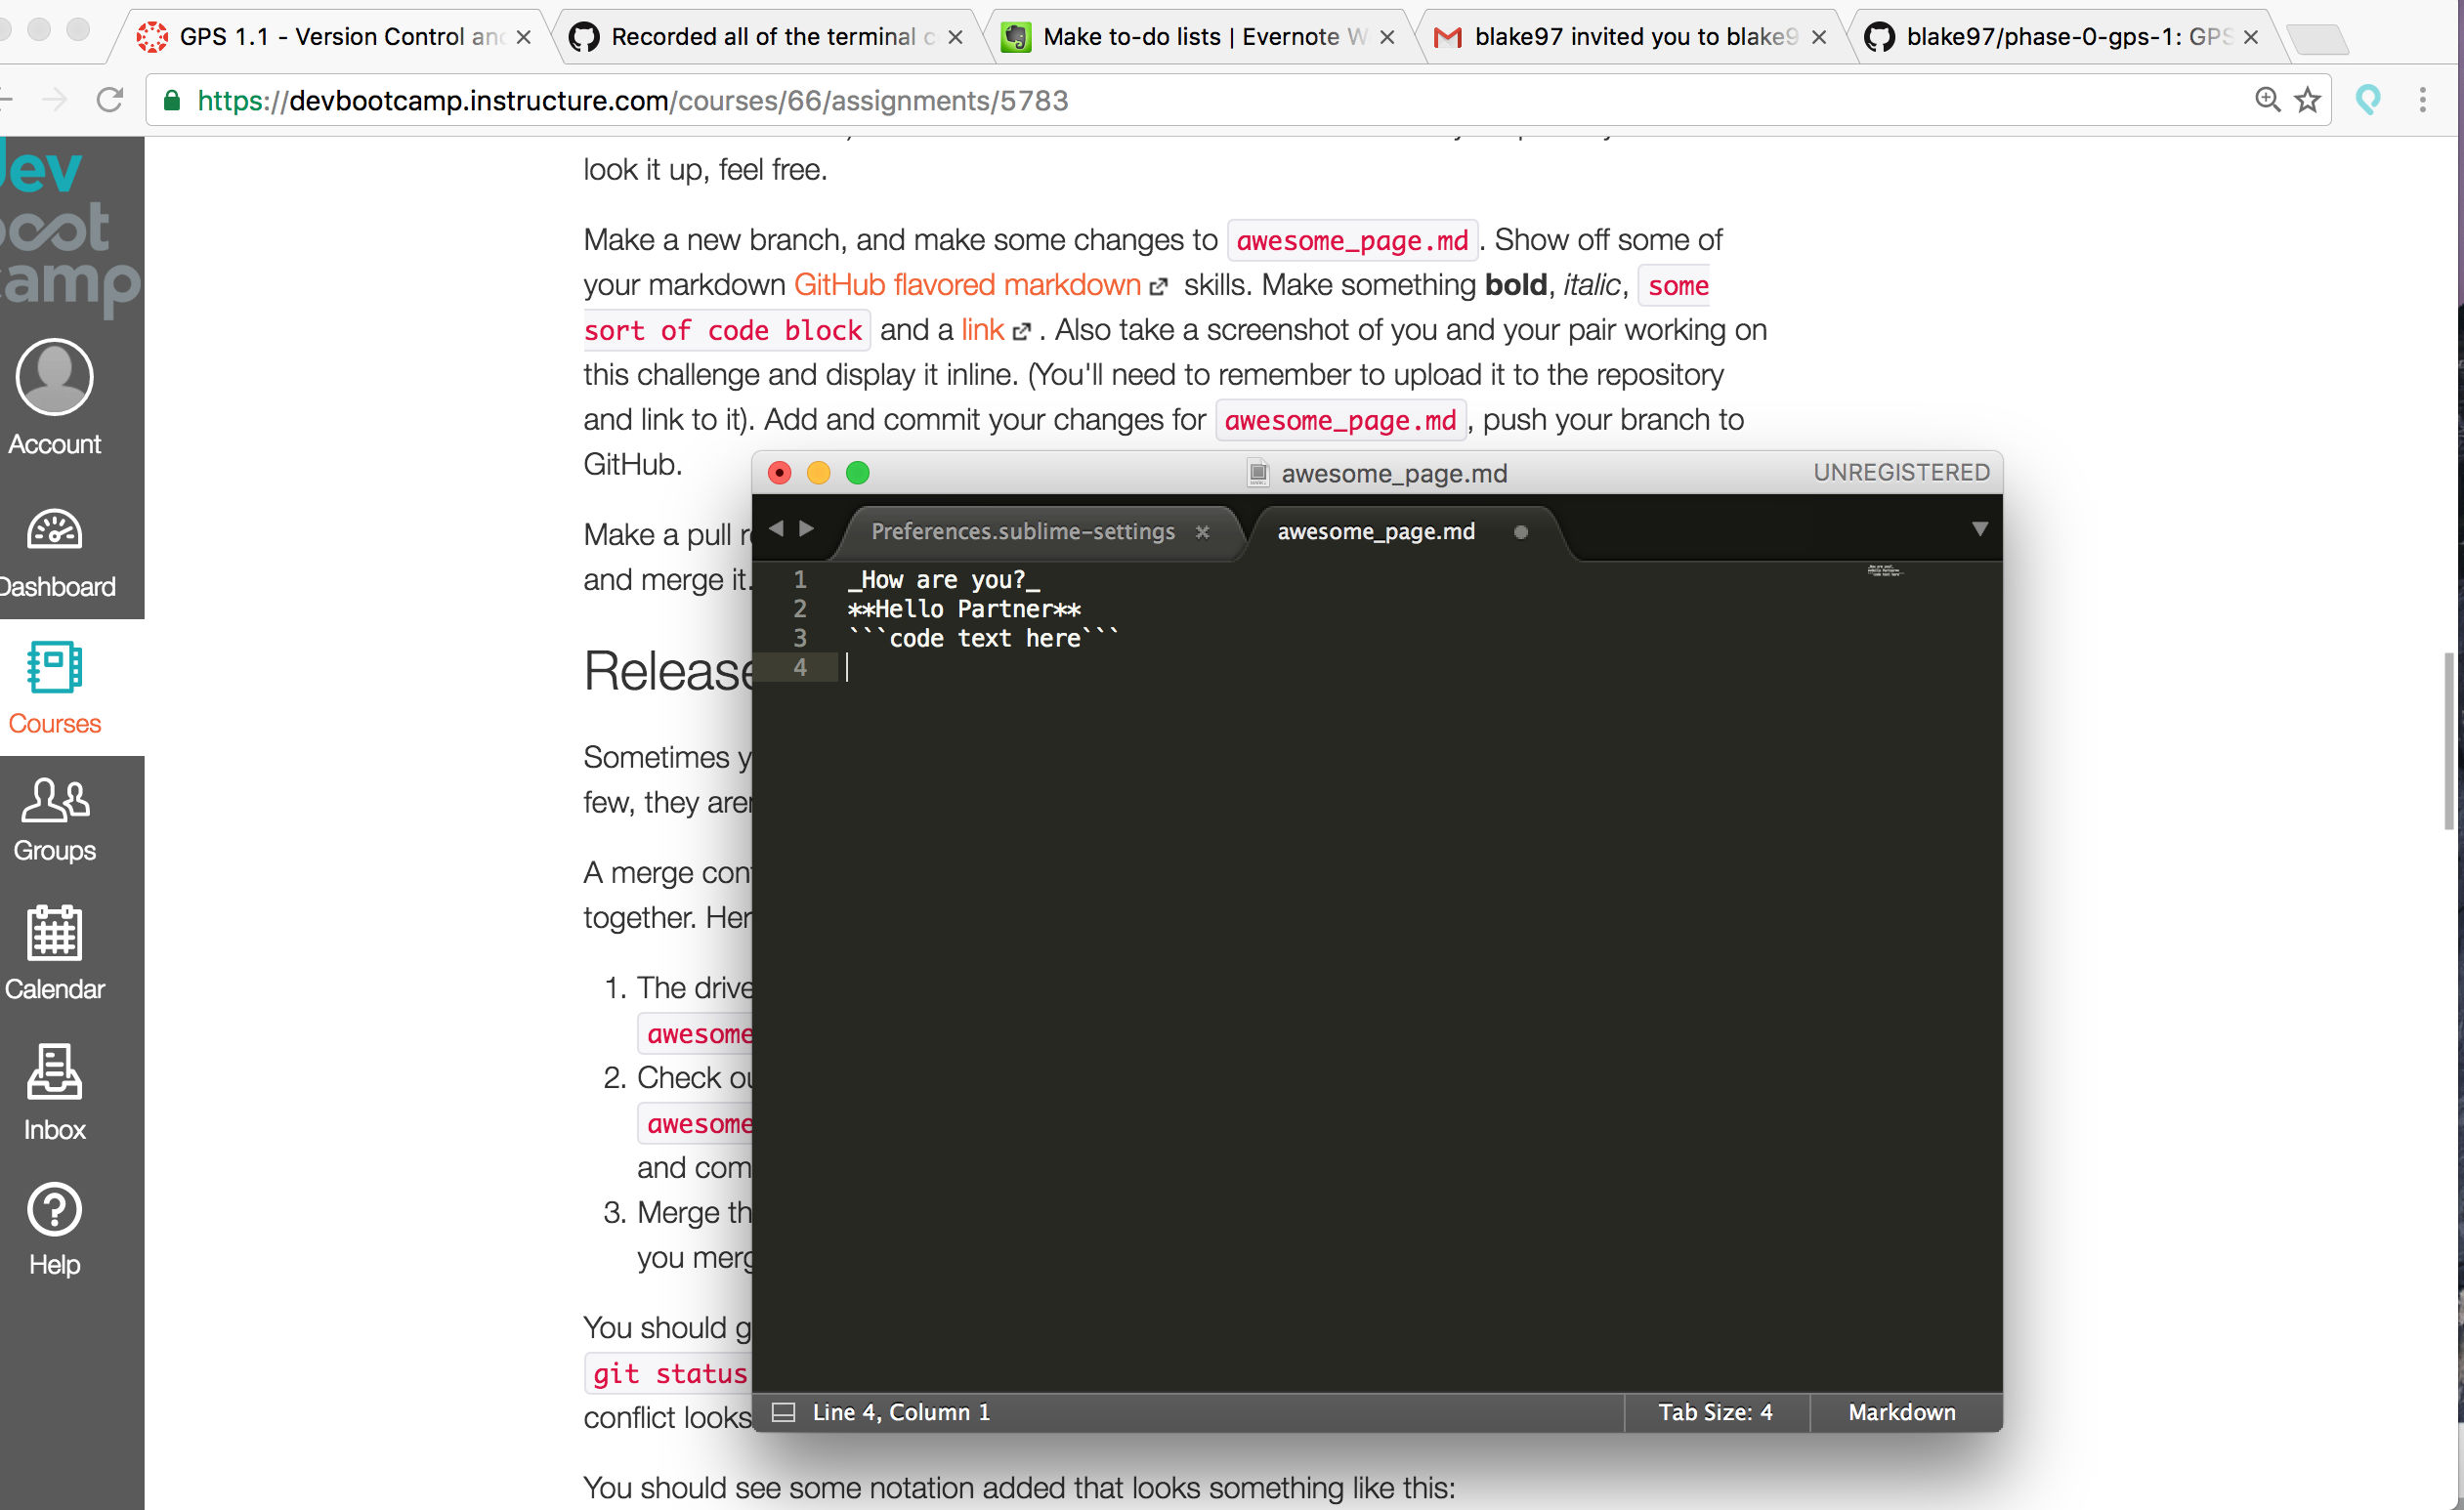 GPS 1.1 - Version Control and
Recorded all of the terminal c
Make to-do lists | Evernote W
blake97 invited you to blake9
blake97/phase-0-gps-1: GPS
https://devbootcamp.instructure.com/courses/66/assignments/5783
dev
boot
camp
Account
Dashboard
Courses
Groups
Calendar
Inbox
Help
look it up, feel free.
Make a new branch, and make some changes to awesome_page.md. Show off some of
your markdown GitHub flavored markdown skills. Make something bold, italic, some
sort of code block and a link. Also take a screenshot of you and your pair working on
this challenge and display it inline. (You'll need to remember to upload it to the repository
and link to it). Add and commit your changes for awesome_page.md, push your branch to
GitHub.
Make a pull r
and merge it.
Release
Sometimes y
few, they arer
A merge con
together. Her
1. The drive
awesome
2. Check ou
awesome
and com
3. Merge th
you merg
You should g
git status
conflict looks
You should see some notation added that looks something like this:
awesome_page.md
UNREGISTERED
Preferences.sublime-settings
awesome_page.md
1 _How are you?_
2 **Hello Partner**
3 ```code text here```
4
Line 4, Column 1
Tab Size: 4
Markdown